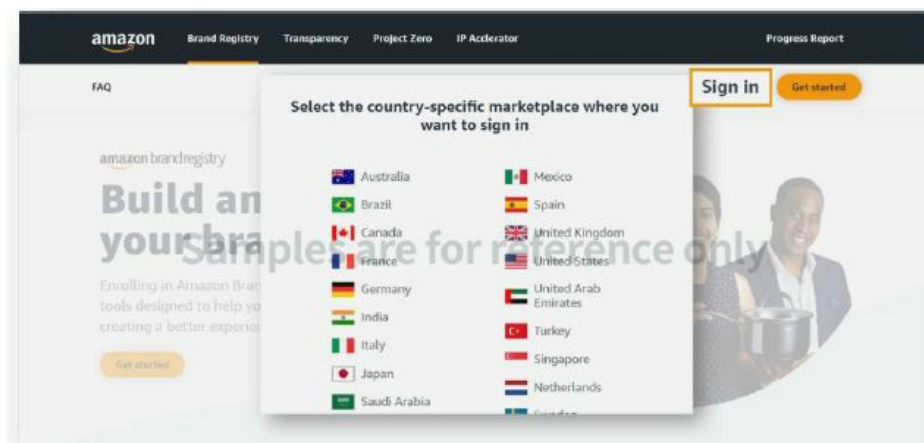 amazon Brand Registry Transparency Project Zero IP Acclerator Progress Report
FAQ Sign in Get started
Select the country-specific marketplace where you
want to sign in
Australia
Brazil
Canada
France
Germany
India
Italy
Japan
Saudi Arabia
Mexico
Spain
United Kingdom
United States
United Arab
Emirates
Turkey
Singapore
Netherlands
Sweden
amazon brandregistry
Build an
your bra
Enrolling in Amazon Bran
tools designed to help yo
creating a better experien
Get started
Samples are for reference only